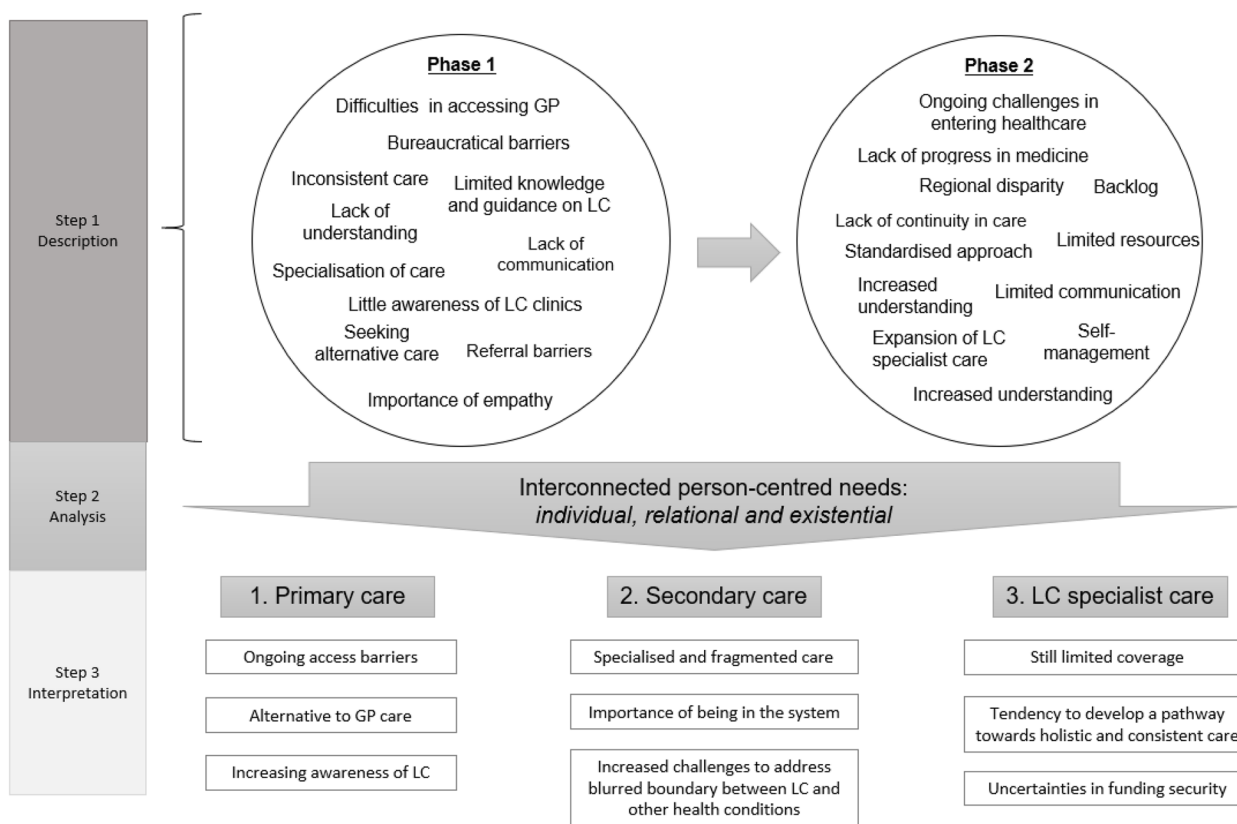 Step 1
Description
Phase 1
Difficulties in accessing GP
Bureaucratical barriers
Inconsistent care
Limited knowledge
and guidance on LC
Lack of
understanding
Lack of
communication
Specialisation of care
Little awareness of LC clinics
Seeking
alternative care
Referral barriers
Importance of empathy
Phase 2
Ongoing challenges in
entering healthcare
Lack of progress in medicine
Regional disparity
Backlog
Lack of continuity in care
Limited resources
Standardised approach
Increased
understanding
Limited communication
Expansion of LC
specialist care
Self-
management
Increased understanding
Step 2
Analysis
Interconnected person-centred needs:
individual, relational and existential
Step 3
Interpretation
1. Primary care
Ongoing access barriers
Alternative to GP care
Increasing awareness of LC
2. Secondary care
Specialised and fragmented care
Importance of being in the system
Increased challenges to address
blurred boundary between LC and
other health conditions
3. LC specialist care
Still limited coverage
Tendency to develop a pathway
towards holistic and consistent care
Uncertainties in funding security